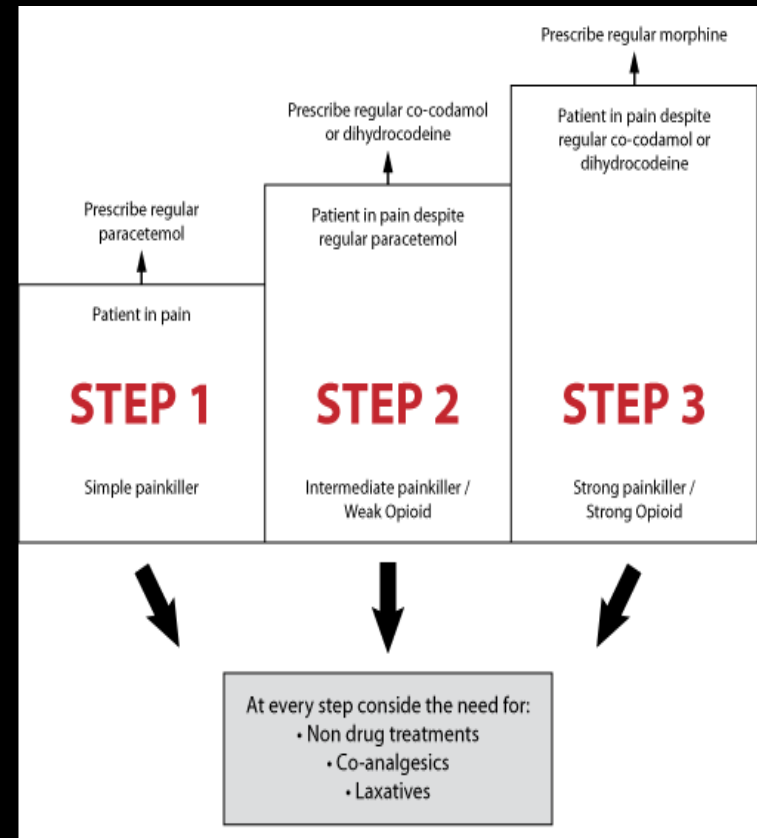 Prescribe regular
paracetemol
Patient in pain
STEP 1
Simple painkiller
Prescribe regular co-codamol
or dihydrocodeine
Patient in pain despite
regular paracetemol
STEP 2
Intermediate painkiller /
Weak Opioid
Prescribe regular morphine
Patient in pain despite
regular co-codamol or
dihydrocodeine
STEP 3
Strong painkiller /
Strong Opioid
At every step conside the need for:
• Non drug treatments
• Co-analgesics
• Laxatives